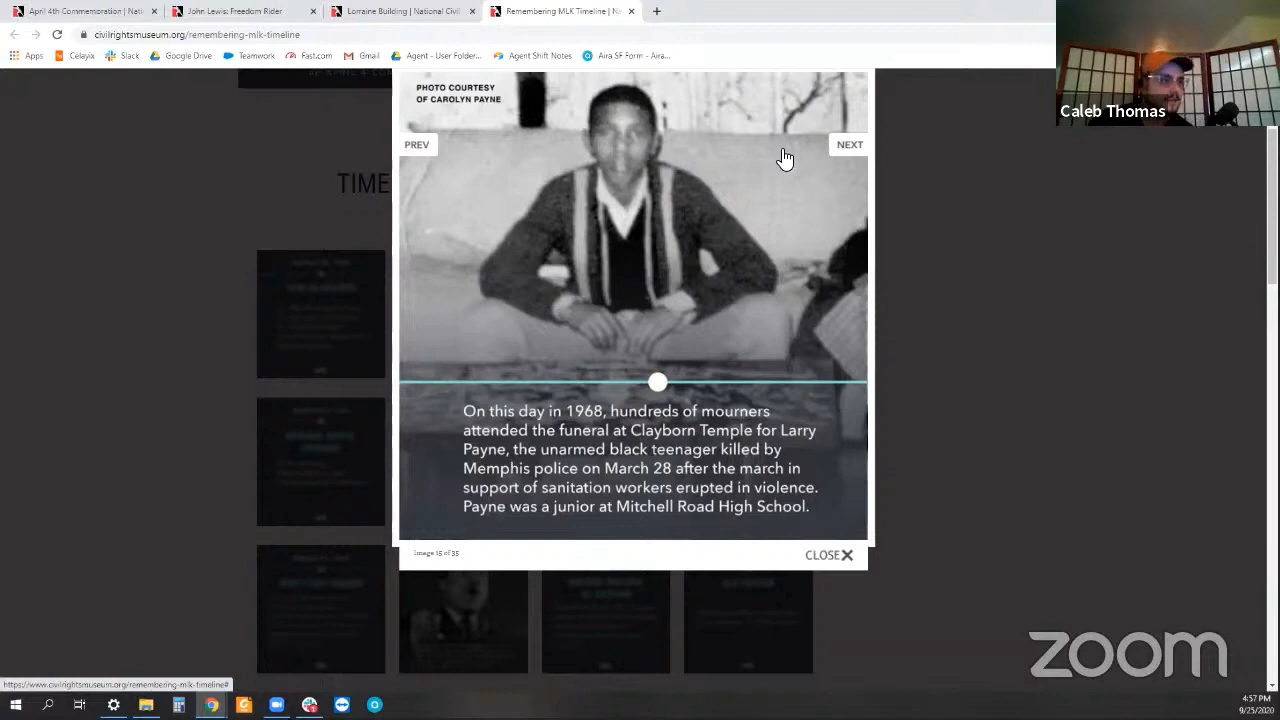 April 4th Commemoration | Nati
John Lewis: Freedom Rider
Lorraine Building | National Civil
Remembering MLK Timeline | Na
civilrightsmuseum.org/remembering-mlk-timeline
Apps
Celayix
Slack
Google Drive
Teamwork
Fast.com
Gmail
Agent - User Folder...
Agent Shift Notes
Aira SF Form - Aira...
Caleb Thomas
PHOTO COURTESY
OF CAROLYN PAYNE
PREV
NEXT
TIME
On this day in 1968, hundreds of mourners
attended the funeral at Clayborn Temple for Larry
Payne, the unarmed black teenager killed by
Memphis police on March 28 after the march in
support of sanitation workers erupted in violence.
Payne was a junior at Mitchell Road High School.
Image 15 of 35
CLOSE
zoom
https://www.civilrightsmuseum.org/remembering-mlk-timeline#
4:57 PM
9/25/2020